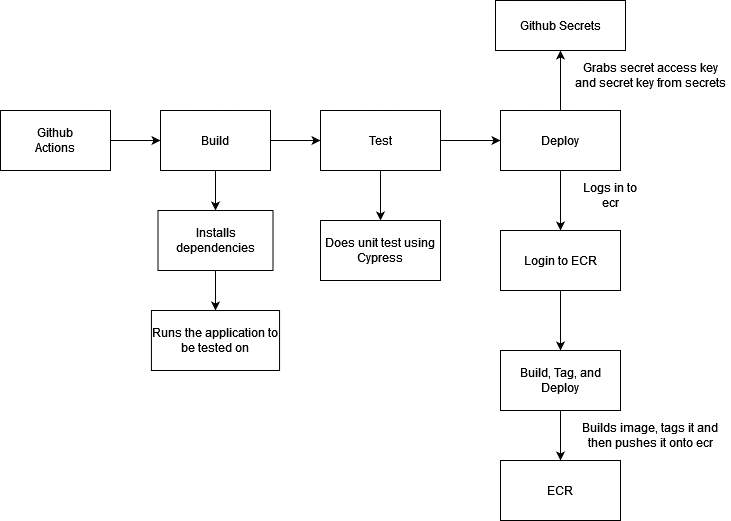 Github Secrets
Grabs secret access key
and secret key from secrets
Github
Actions
Build
Test
Deploy
Logs in to
ecr
Installs
dependencies
Does unit test using
Cypress
Login to ECR
Runs the application to
be tested on
Build, Tag, and
Deploy
Builds image, tags it and
then pushes it onto ecr
ECR